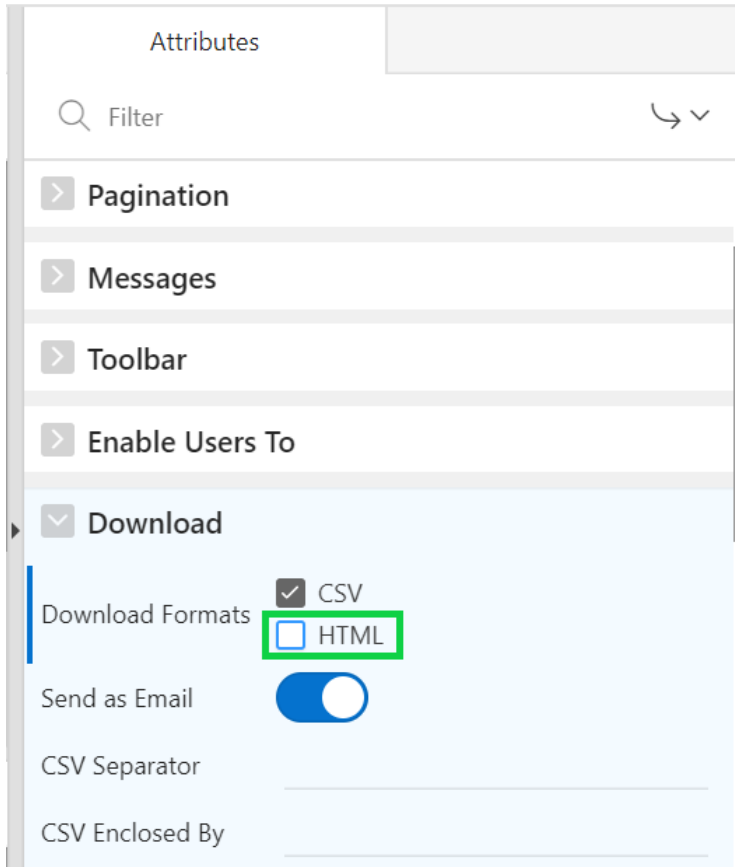 Attributes
Filter
Pagination
Messages
Toolbar
Enable Users To
Download
Download Formats
CSV
HTML
Send as Email
CSV Separator
CSV Enclosed By